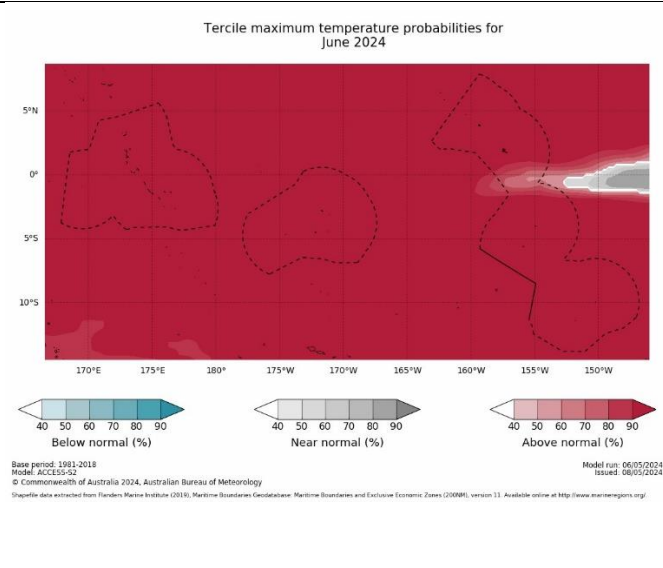 Tercile maximum temperature probabilities for
June 2024
5°N
0°
5°S
10°S
170°E 175°E 180° 175°W 170°W 165°W 160°W 155°W 150°W
40 50 60 70 80 90
Below normal (%)
40 50 60 70 80 90
Near normal (%)
40 50 60 70 80 90
Above normal (%)
Base period: 1981-2018
Model: ACCESS-S2
© Commonwealth of Australia 2024, Australian Bureau of Meteorology
Model run: 06/05/2024
Issued: 08/05/2024
Shapefile data extracted from Flanders Marine Institute (2019), Maritime Boundaries Geodatabase: Maritime Boundaries and Exclusive Economic Zones (200NM), version 11. Available online at http://www.marineregions.org/